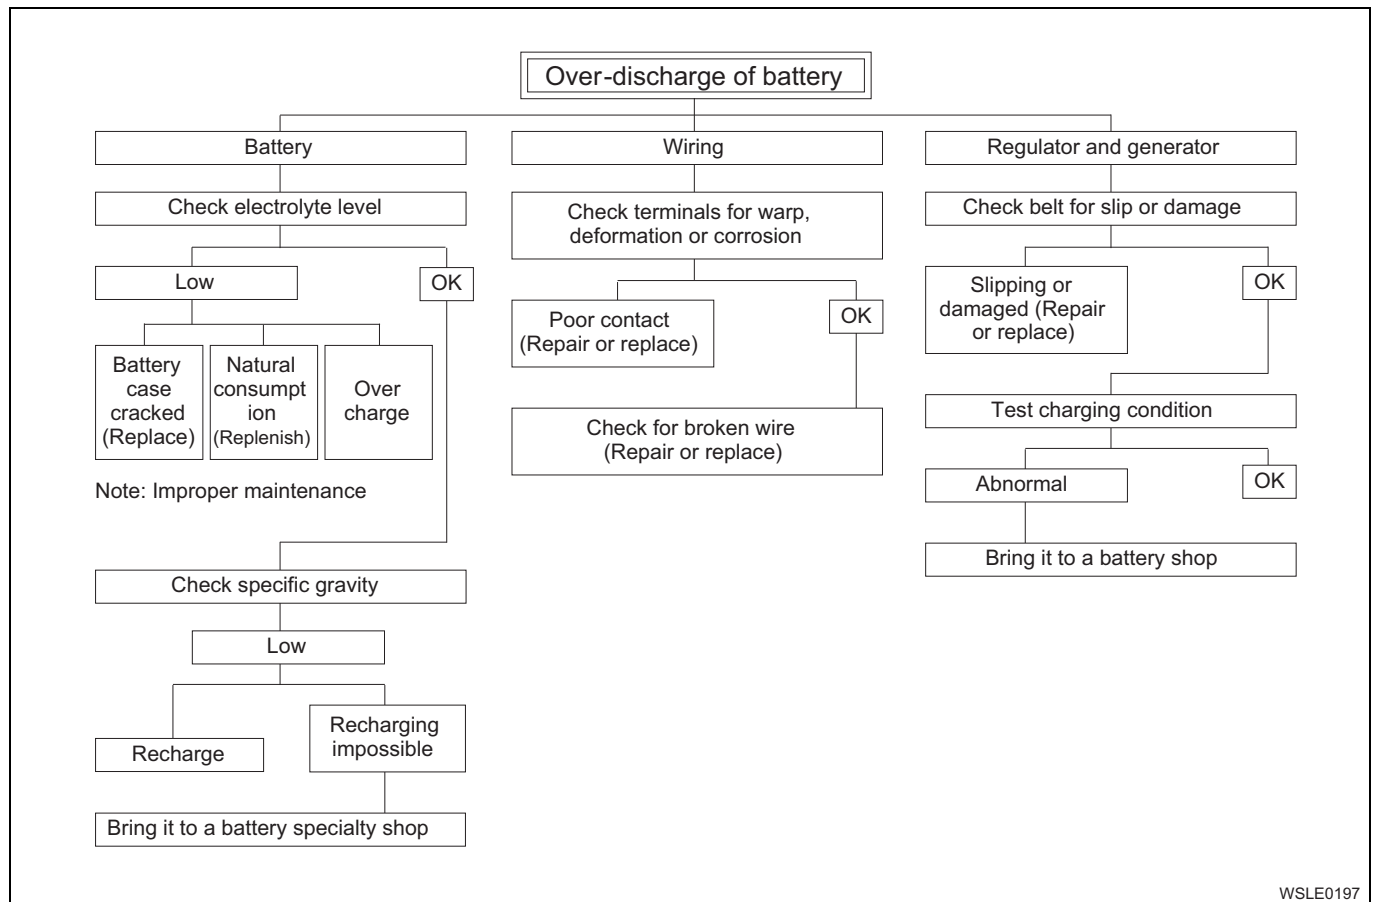 Over-discharge of battery
Battery
Check electrolyte level
Low
OK
Battery
case
cracked
(Replace)
Natural
consumpt
ion
(Replenish)
Over
charge
Note: Improper maintenance
Check specific gravity
Low
Recharge
Recharging
impossible
Bring it to a battery specialty shop
Wiring
Check terminals for warp,
deformation or corrosion
Poor contact
(Repair or replace)
OK
Check for broken wire
(Repair or replace)
Regulator and generator
Check belt for slip or damage
Slipping or
damaged (Repair
or replace)
OK
Test charging condition
Abnormal
OK
Bring it to a battery shop
WSLE0197